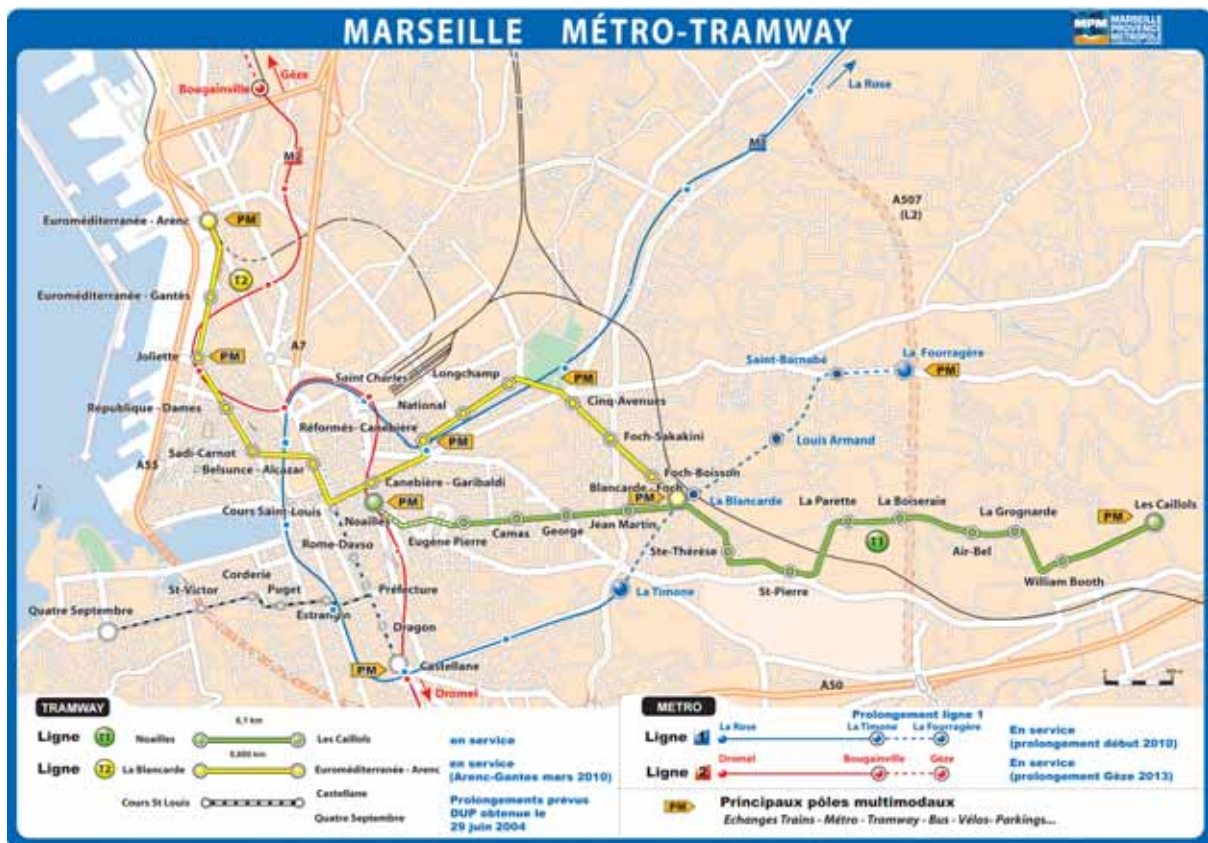 MARSEILLE MÉTRO-TRAMWAY
MPM MARSEILLE
PROVENCE
METROPOLE
Gèze
Bougainville
La Rose
M2
M1
A507
(L2)
Euroméditerranée - Arenc
PM
T2
Euroméditerranée - Gantès
A7
Joliette
PM
Saint Charles
Longchamp
PM
Saint-Barnabé
La Fourragère
PM
République - Dames
National
Cinq-Avenues
Réformés- Canebière
PM
Foch-Sakakini
Louis Armand
Sadi-Carnot
A55
Belsunce - Alcazar
Foch-Boisson
Canebière - Garibaldi
Blancarde - Foch
PM
La Blancarde
La Parette
La Boiseraie
Les Caillols
PM
Cours Saint-Louis
Noailles
PM
La Grognarde
T1
Camas
George
Jean Martin
Eugène Pierre
Rome-Davso
Ste-Thérèse
Air-Bel
William Booth
St-Pierre
Corderie
St-Victor
Puget
Préfecture
La Timone
Quatre Septembre
Estrangin
Dragon
PM
Castellane
Dromel
A50
TRAMWAY
6,1 km
Ligne T1 Noailles Les Caillols en service
Ligne T2 La Blancarde Euroméditerranée - Arenc en service
(Arenc-Gantes mars 2010)
Cours St Louis Castellane
Quatre Septembre
Prolongements prévus
DUP obtenue le
29 juin 2004
METRO
Prolongement ligne 1
Ligne 1 La Rose La Timone La Fourragère En service
(prolongement début 2010)
Ligne 2 Dromel Bougainville Gèze En service
(prolongement Gèze 2013)
PM Principaux pôles multimodaux
Echanges Trains - Métro - Tramway - Bus - Vélos- Parkings...